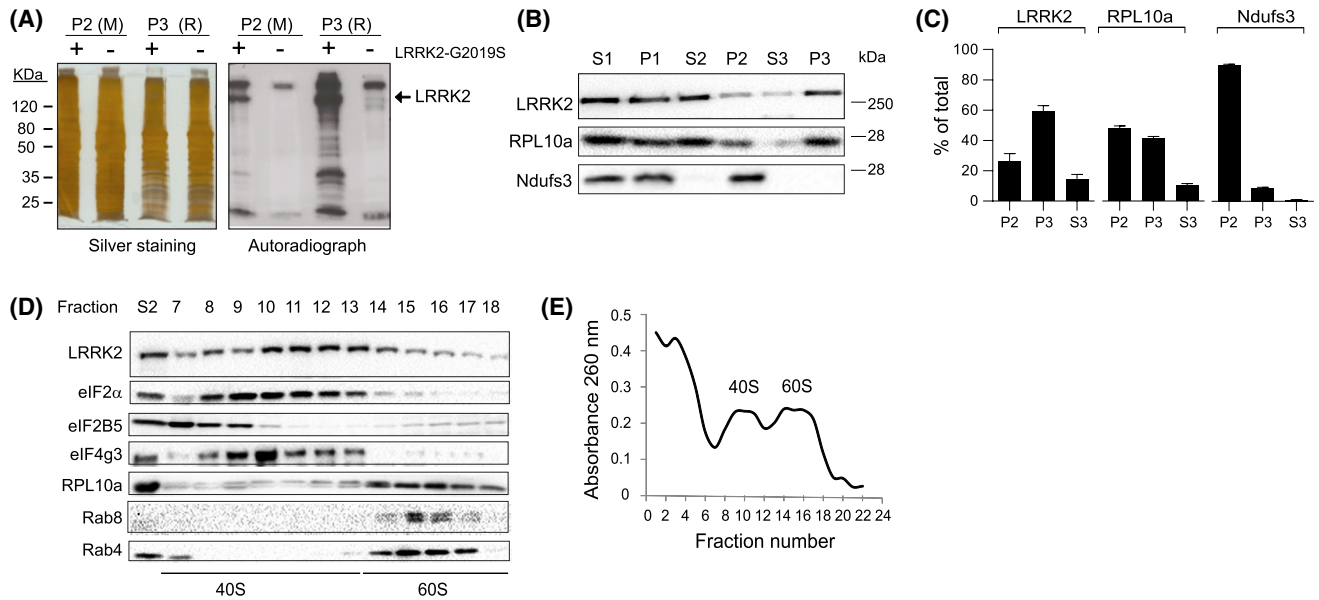 (A)
P2 (M) P3 (R) P2 (M) P3 (R)
+ - + - + - + - LRRK2-G2019S
KDa
120
80
50
35
25
LRRK2
Silver staining Autoradiograph
(B)
S1 P1 S2 P2 S3 P3 kDa
LRRK2 250
RPL10a 28
Ndufs3 28
(C)
LRRK2 RPL10a Ndufs3
% of total
100
80
60
40
20
0
P2 P3 S3 P2 P3 S3 P2 P3 S3
(D)
Fraction S2 7 8 9 10 11 12 13 14 15 16 17 18
LRRK2
eIF2α
eIF2B5
eIF4g3
RPL10a
Rab8
Rab4
40S 60S
(E)
Absorbance 260 nm
0.5
0.4
0.3
0.2
0.1
0
40S 60S
0 2 4 6 8 10 12 14 16 18 20 22 24
Fraction number